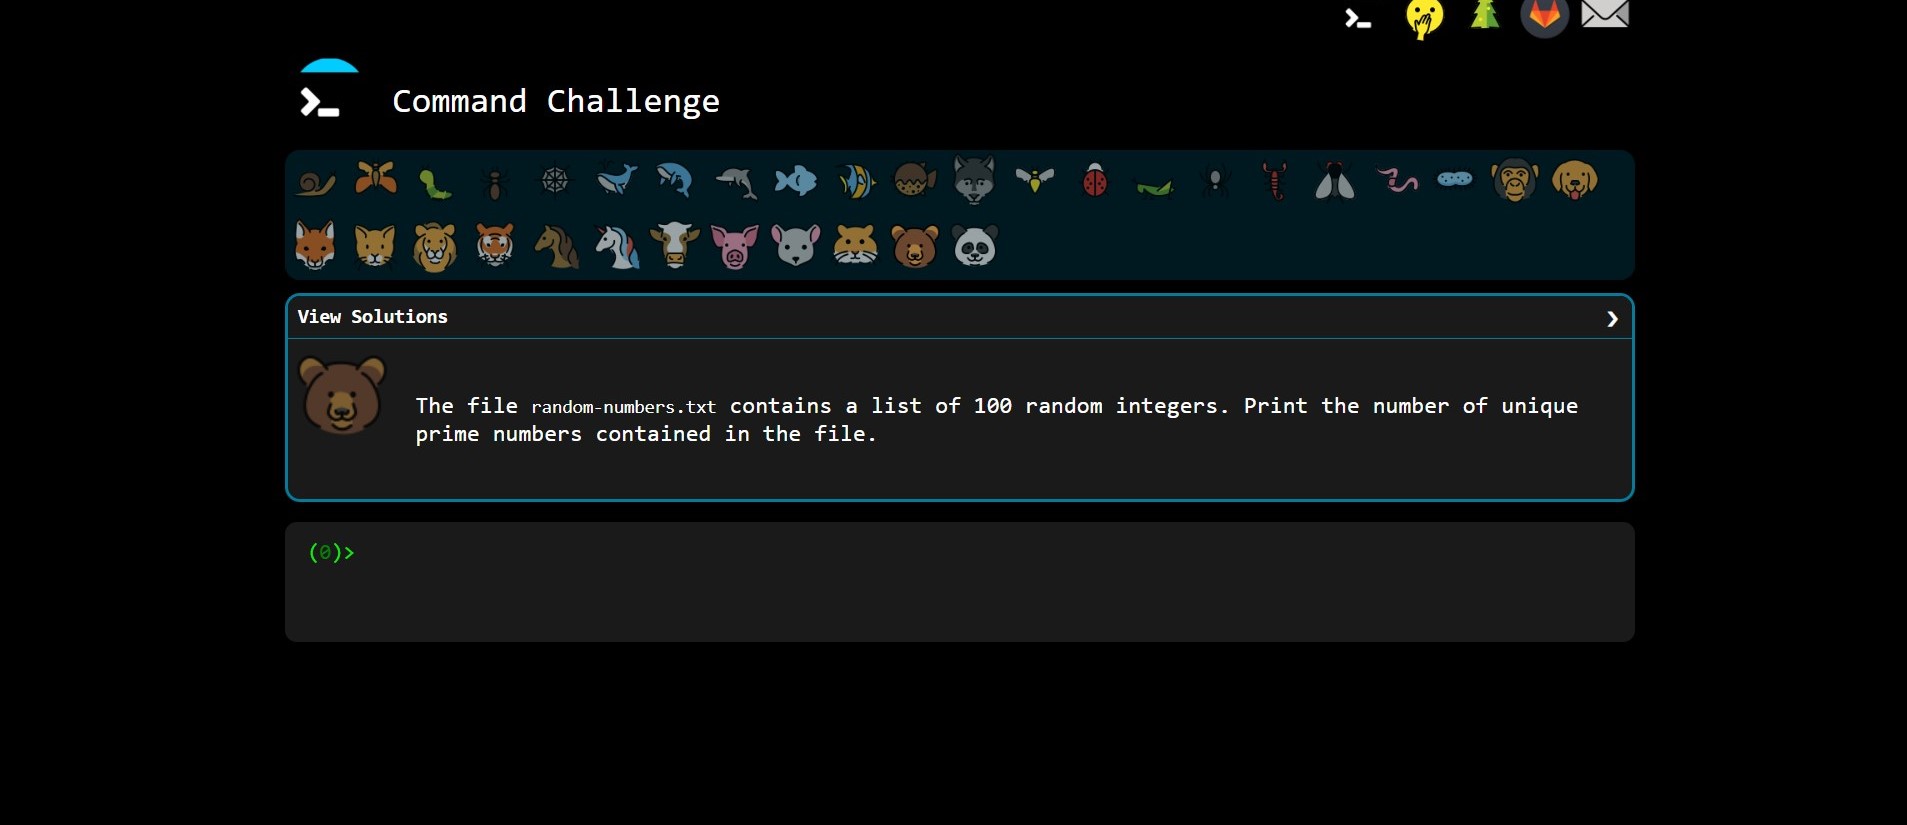 Command Challenge
View Solutions
The file random-numbers.txt contains a list of 100 random integers. Print the number of unique
prime numbers contained in the file.
(0)>